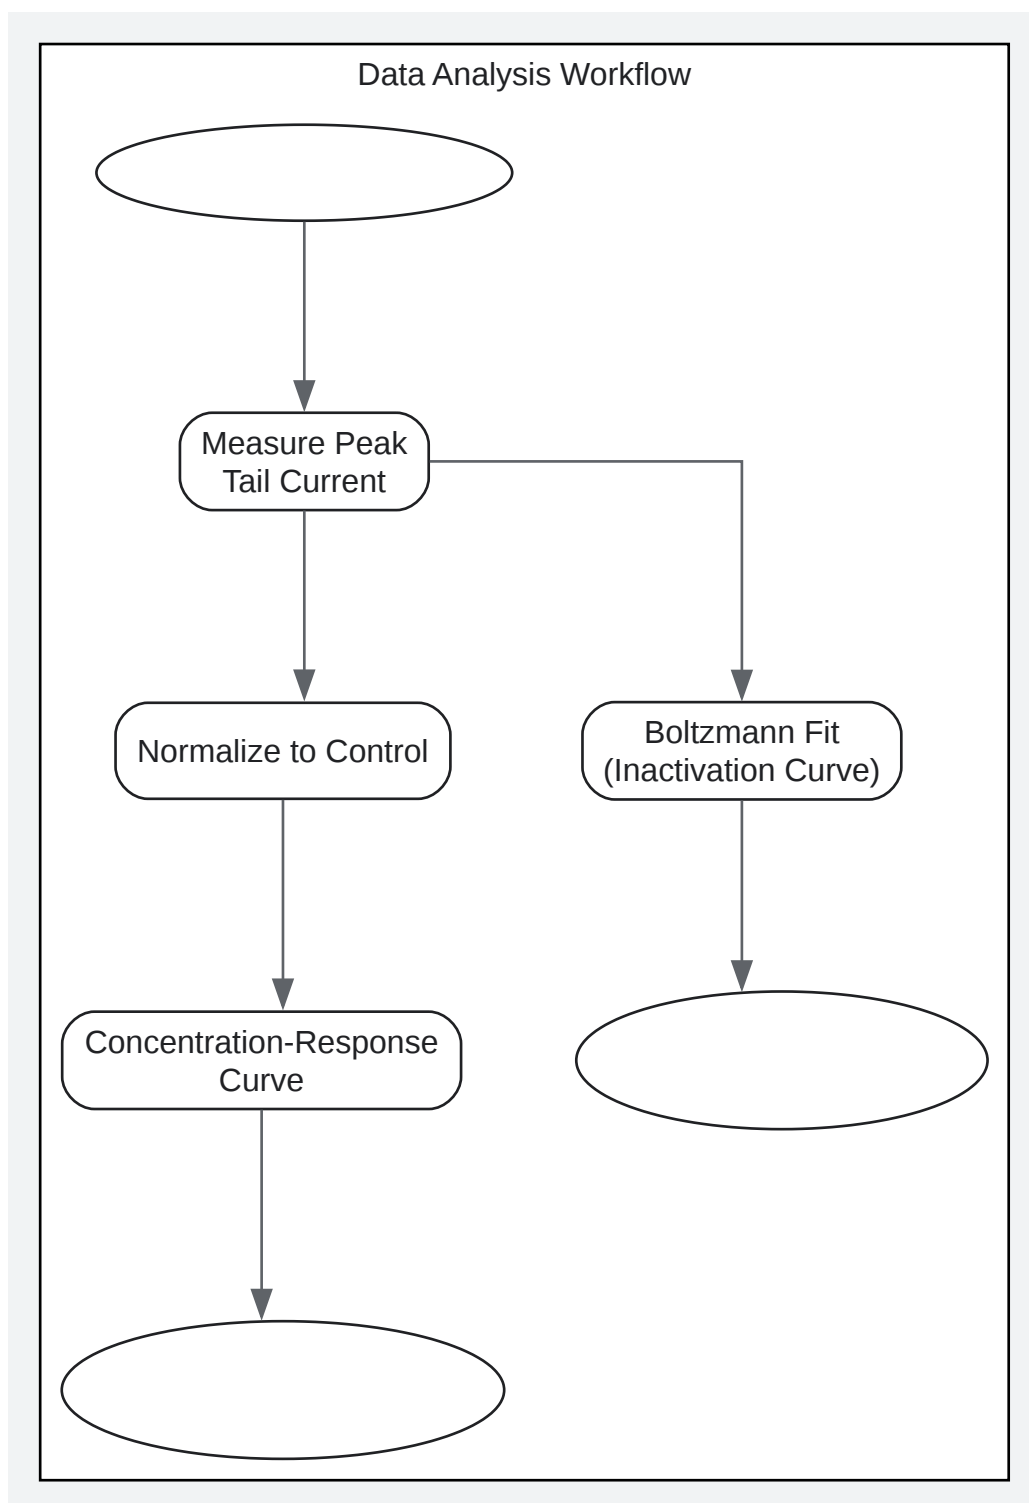 Data Analysis Workflow
Measure Peak
Tail Current
Normalize to Control
Boltzmann Fit
(Inactivation Curve)
Concentration-Response
Curve